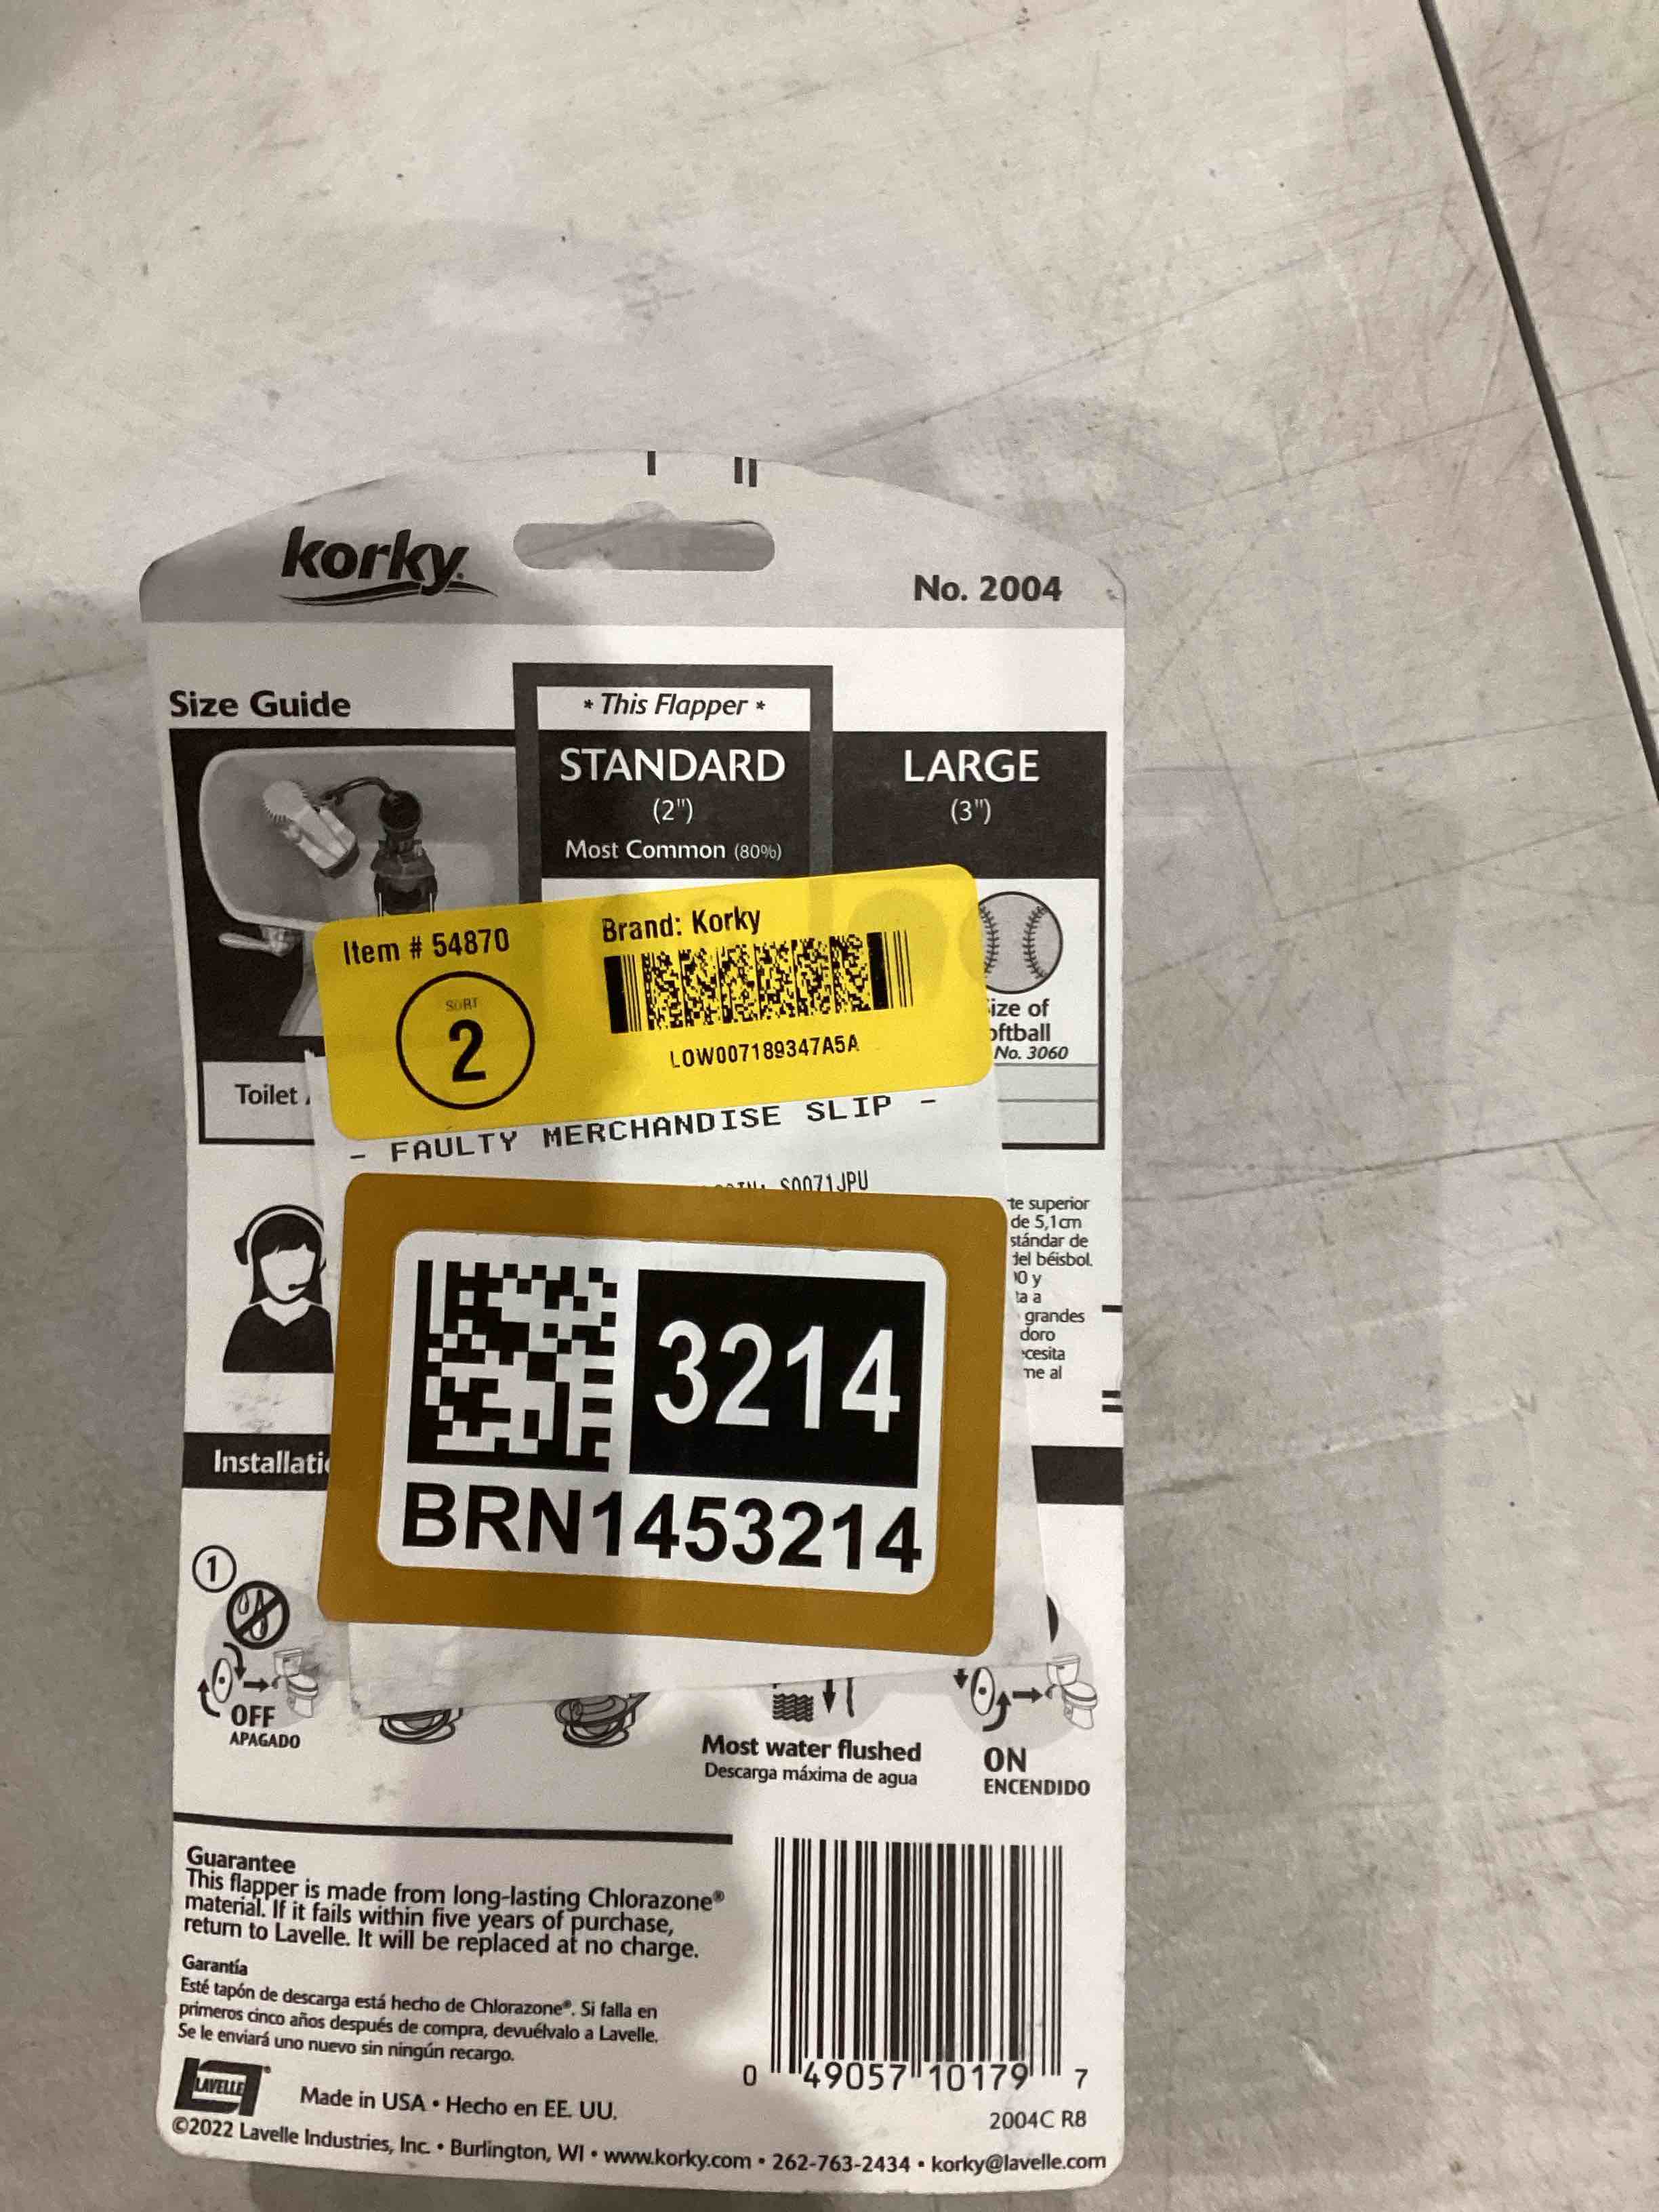 korky®
No. 2004
Size Guide
* This Flapper *
STANDARD
(2")
Most Common (80%)
LARGE
(3")
Item # 54870
Brand: Korky
SORT
2
LOW007189347A5A
ize of
oftball
No. 3060
Toilet
- FAULTY MERCHANDISE SLIP -
S0071JPU
te superior
de 5,1cm
stándar de
del béisbol.
0 y
ta a
grandes
doro
cesita
me al
3214
BRN1453214
Installati
1
OFF
APAGADO
Most water flushed
Descarga máxima de agua
ON
ENCENDIDO
Guarantee
This flapper is made from long-lasting Chlorazone®
material. If it fails within five years of purchase,
return to Lavelle. It will be replaced at no charge.
Garantía
Esté tapón de descarga está hecho de Chlorazone®. Si falla en
primeros cinco años después de compra, devuélvalo a Lavelle.
Se le enviará uno nuevo sin ningún recargo.
LAVELLE®
Made in USA • Hecho en EE. UU.
0 49057 10179 7
2004C R8
©2022 Lavelle Industries, Inc. • Burlington, WI • www.korky.com • 262-763-2434 • korky@lavelle.com